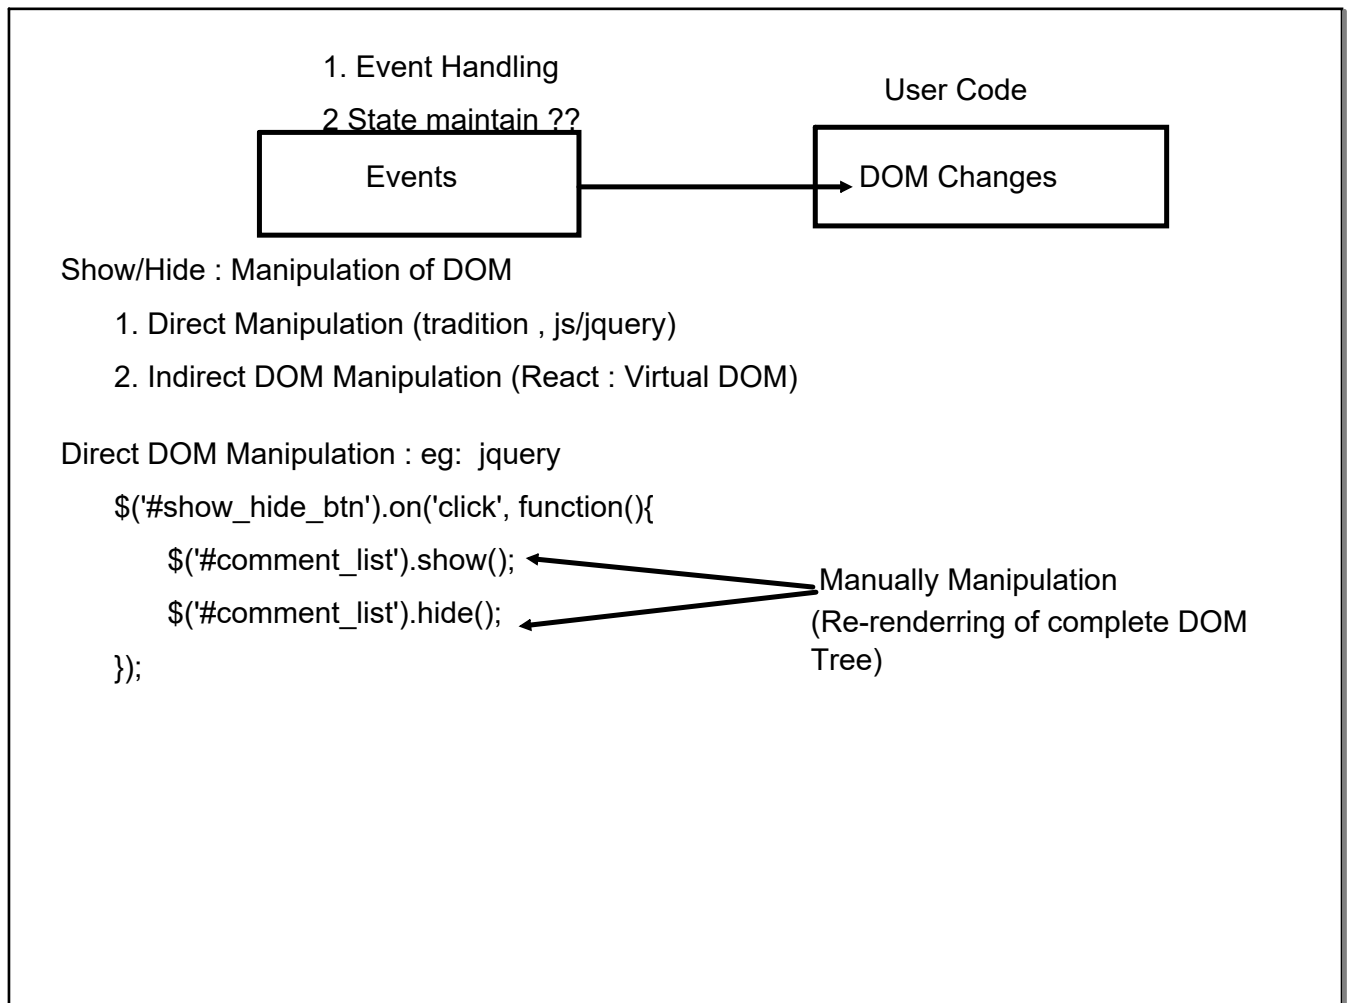 1. Event Handling
2 State maintain ??
User Code
Events
DOM Changes
Show/Hide : Manipulation of DOM
1. Direct Manipulation (tradition , js/jquery)
2. Indirect DOM Manipulation (React : Virtual DOM)
Direct DOM Manipulation : eg:  jquery
$('#show_hide_btn').on('click', function(){
$('#comment_list').show();
$('#comment_list').hide();
});
Manually Manipulation
(Re-renderring of complete DOM
Tree)